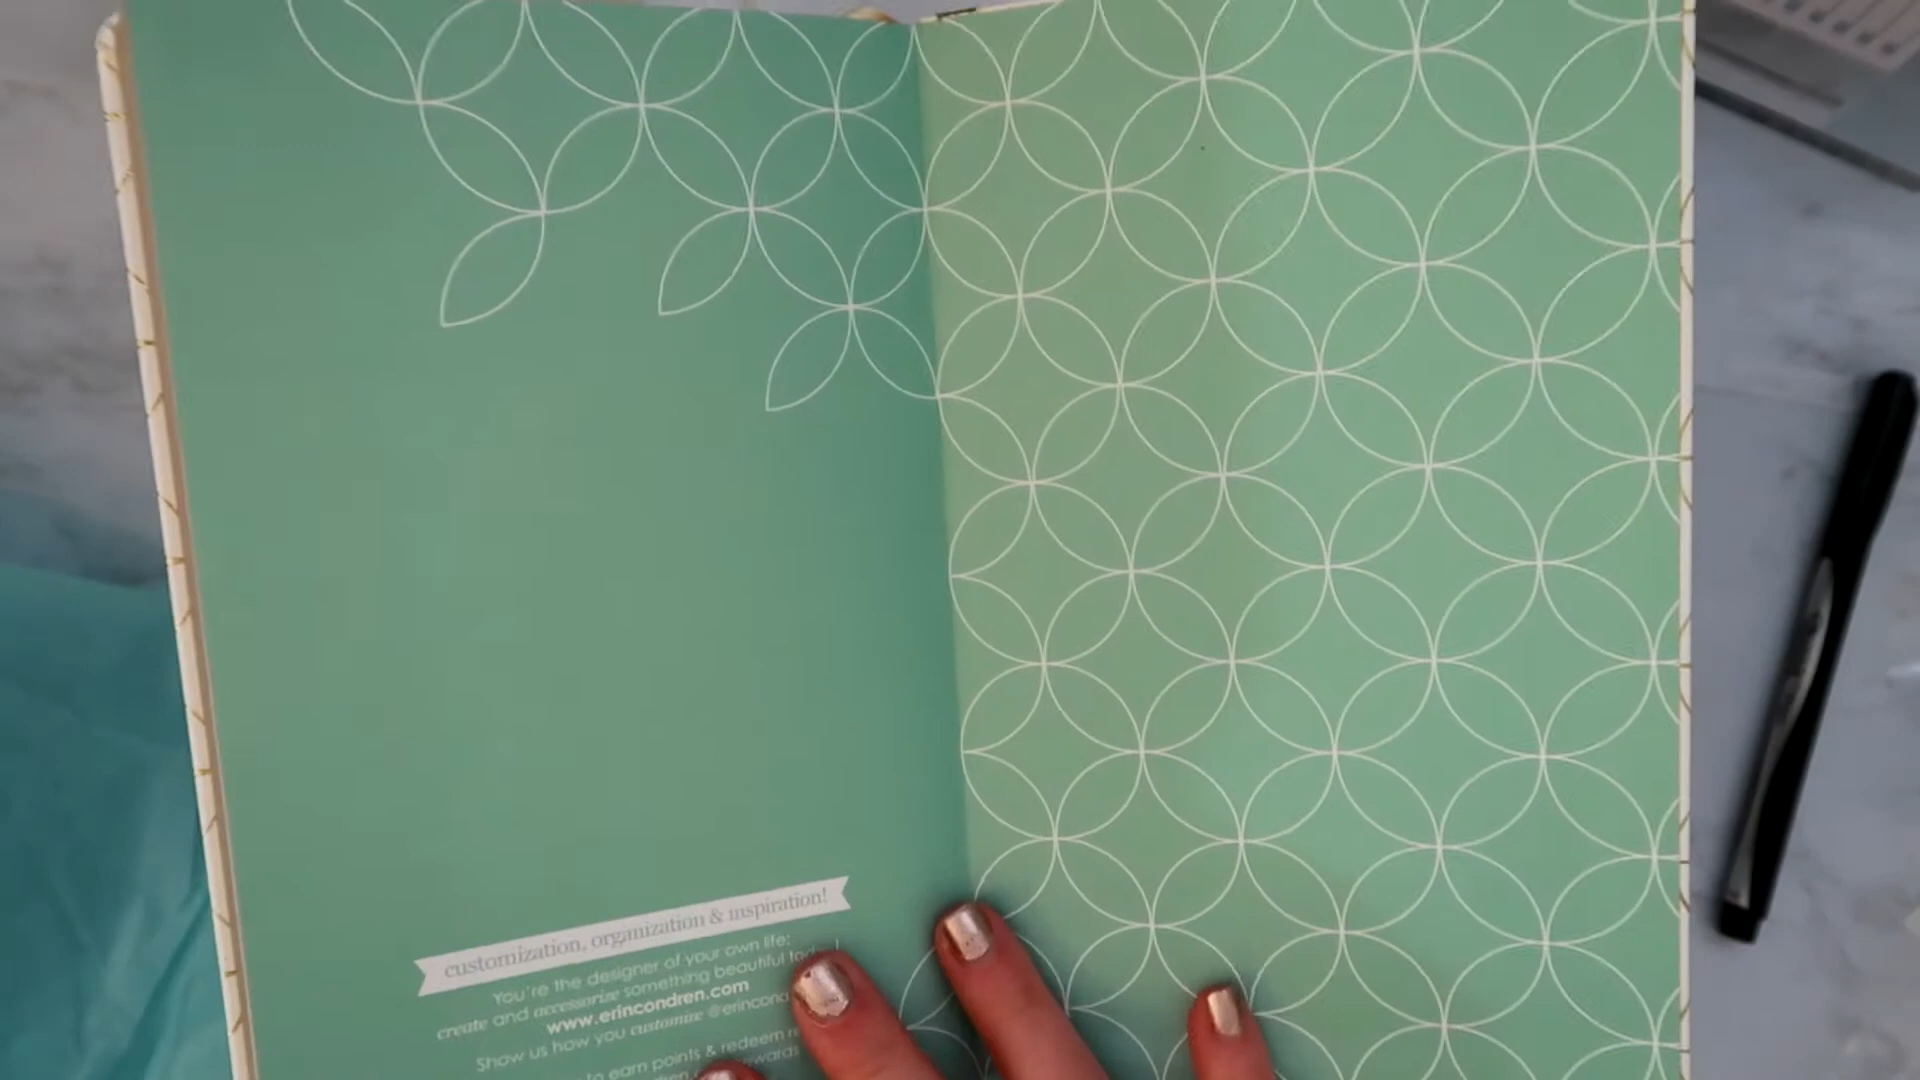 customization, organization & inspiration!
You're the designer of your own life:
create and accessorize something beautiful
www.erincondren.com
Show us how you customize
to earn points & redeem